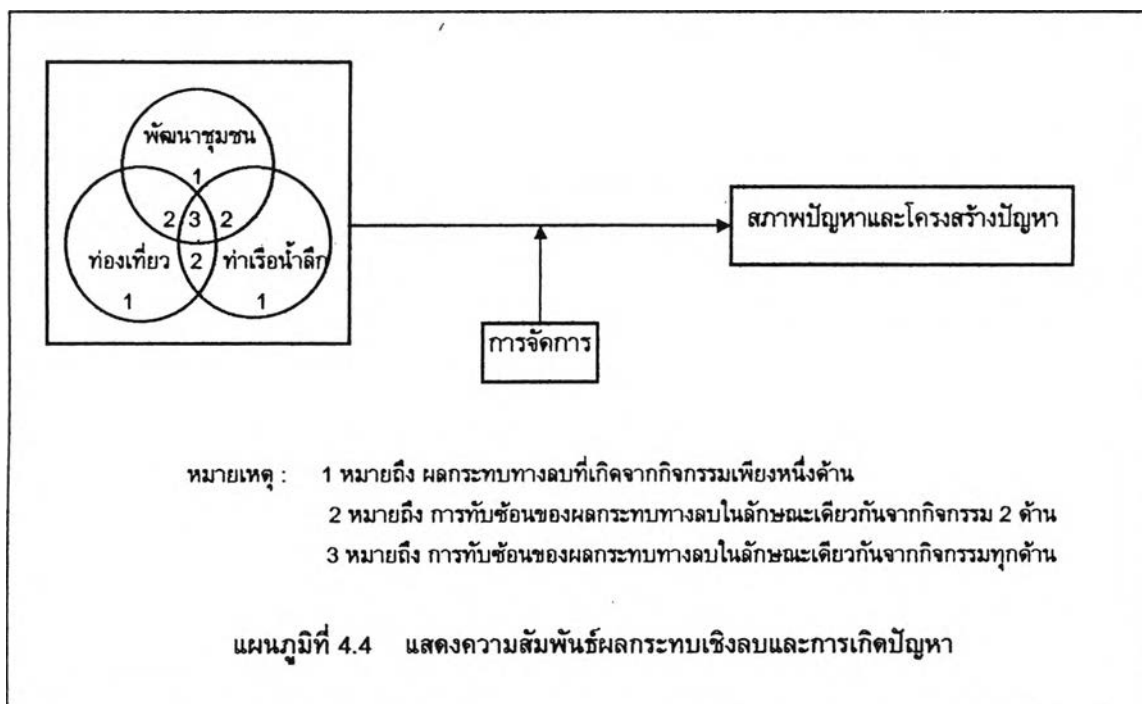 พัฒนาชุมชน
1
2 3 2
ท่องเที่ยว 2 ท่าเรือน้ำลึก
1 1
สภาพปัญหาและโครงสร้างปัญหา
การจัดการ
หมายเหตุ : 1 หมายถึง ผลกระทบทางลบที่เกิดจากกิจกรรมเพียงหนึ่งด้าน
2 หมายถึง การทับซ้อนของผลกระทบทางลบในลักษณะเดียวกันจากกิจกรรม 2 ด้าน
3 หมายถึง การทับซ้อนของผลกระทบทางลบในลักษณะเดียวกันจากกิจกรรมทุกด้าน
แผนภูมิที่ 4.4 แสดงความสัมพันธ์ผลกระทบเชิงลบและการเกิดปัญหา